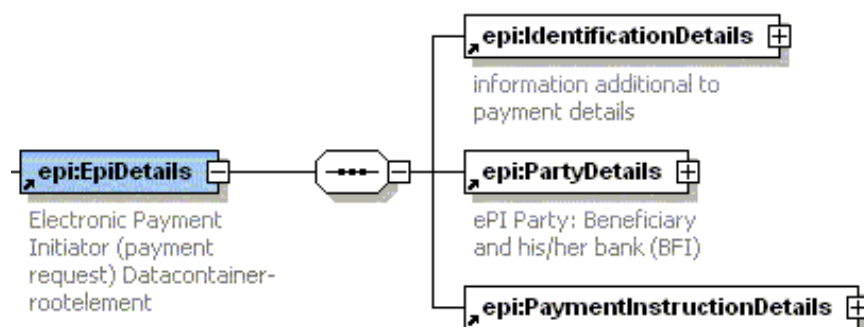 epi:EpiDetails
Electronic Payment
Initiator (payment
request) Datacontainer-
rootelement
epi:IdentificationDetails
information additional to
payment details
epi:PartyDetails
ePI Party: Beneficiary
and his/her bank (BFI)
epi:PaymentInstructionDetails